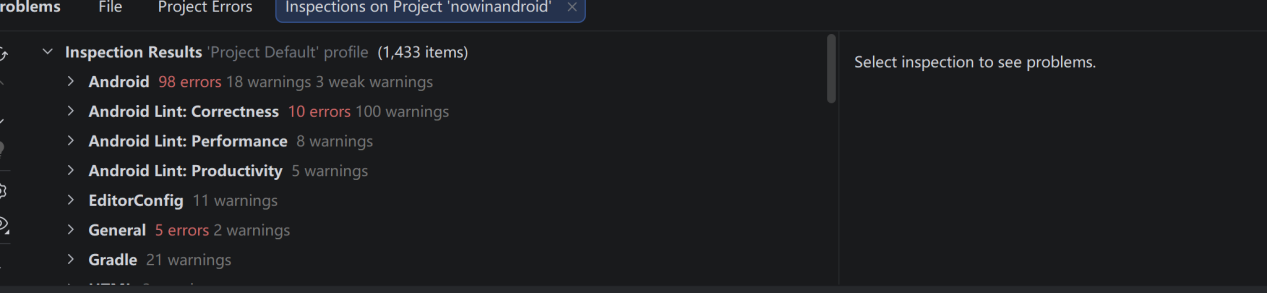 roblems File Project Errors Inspections on Project 'nowinandroid'
Inspection Results 'Project Default' profile (1,433 items)
Select inspection to see problems.
Android 98 errors 18 warnings 3 weak warnings
Android Lint: Correctness 10 errors 100 warnings
Android Lint: Performance 8 warnings
Android Lint: Productivity 5 warnings
EditorConfig 11 warnings
General 5 errors 2 warnings
Gradle 21 warnings